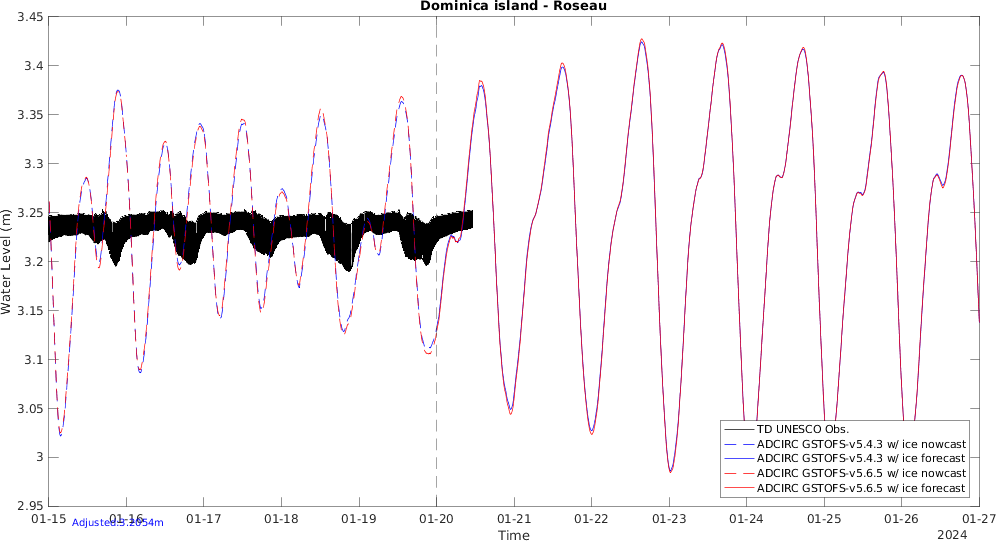 Dominica island - Roseau
3.45
3.4
3.35
3.3
3.25
3.2
3.15
3.1
3.05
3
2.95
Water Level (m)
TD UNESCO Obs.
ADCIRC GSTOFS-v5.4.3 w/ ice nowcast
ADCIRC GSTOFS-v5.4.3 w/ ice forecast
ADCIRC GSTOFS-v5.6.5 w/ ice nowcast
ADCIRC GSTOFS-v5.6.5 w/ ice forecast
01-15 01-16 01-17 01-18 01-19 01-20 01-21 01-22 01-23 01-24 01-25 01-26 01-27
Adjusted:3.2054m
Time
2024